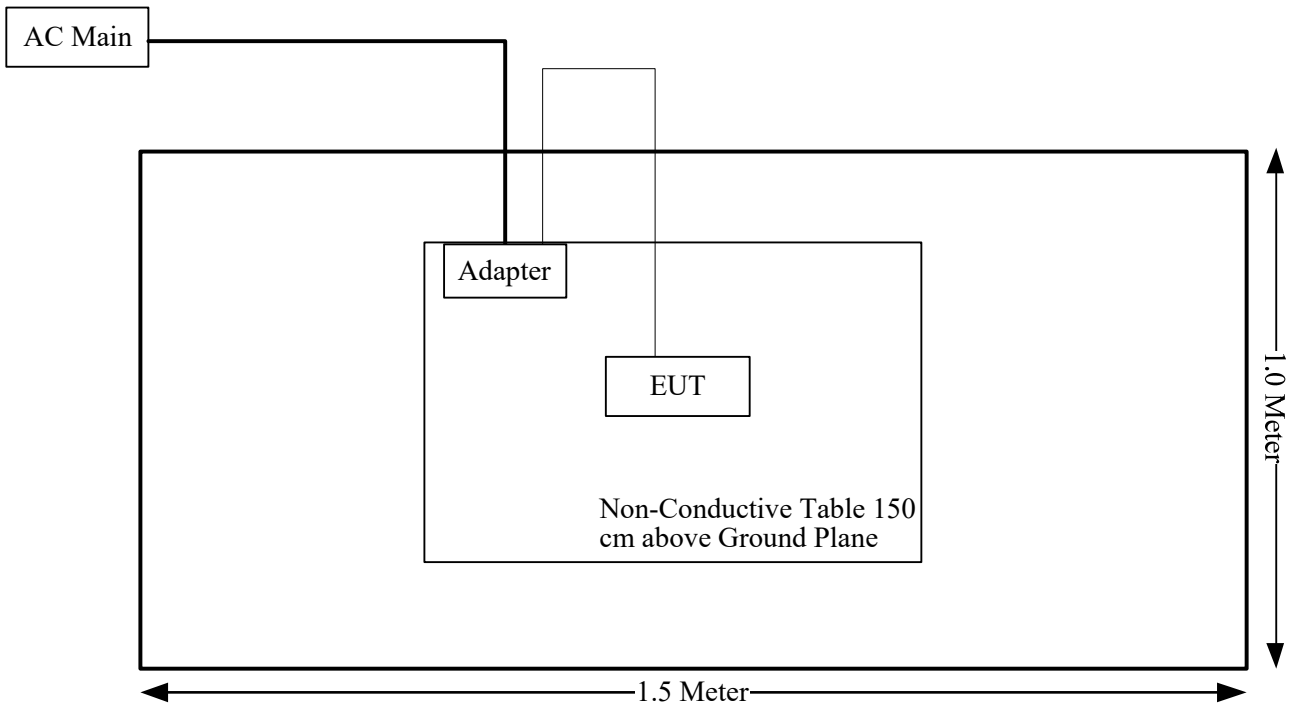 AC Main
Adapter
EUT
1.0 Meter
Non-Conductive Table 150
cm above Ground Plane
1.5 Meter